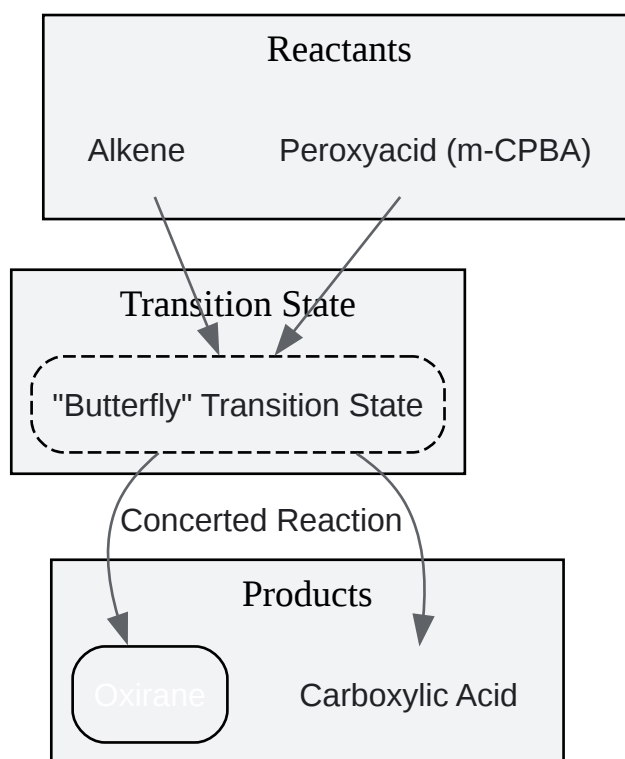 Reactants
Alkene
Peroxyacid (m-CPBA)
Transition State
"Butterfly" Transition State
Concerted Reaction
Products
Oxirane
Carboxylic Acid